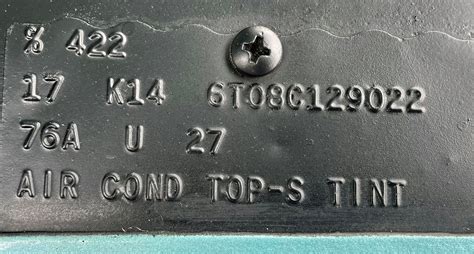 % 422
17 K14 6T08C129022
76A U 27
AIR COND TOP-S TINT